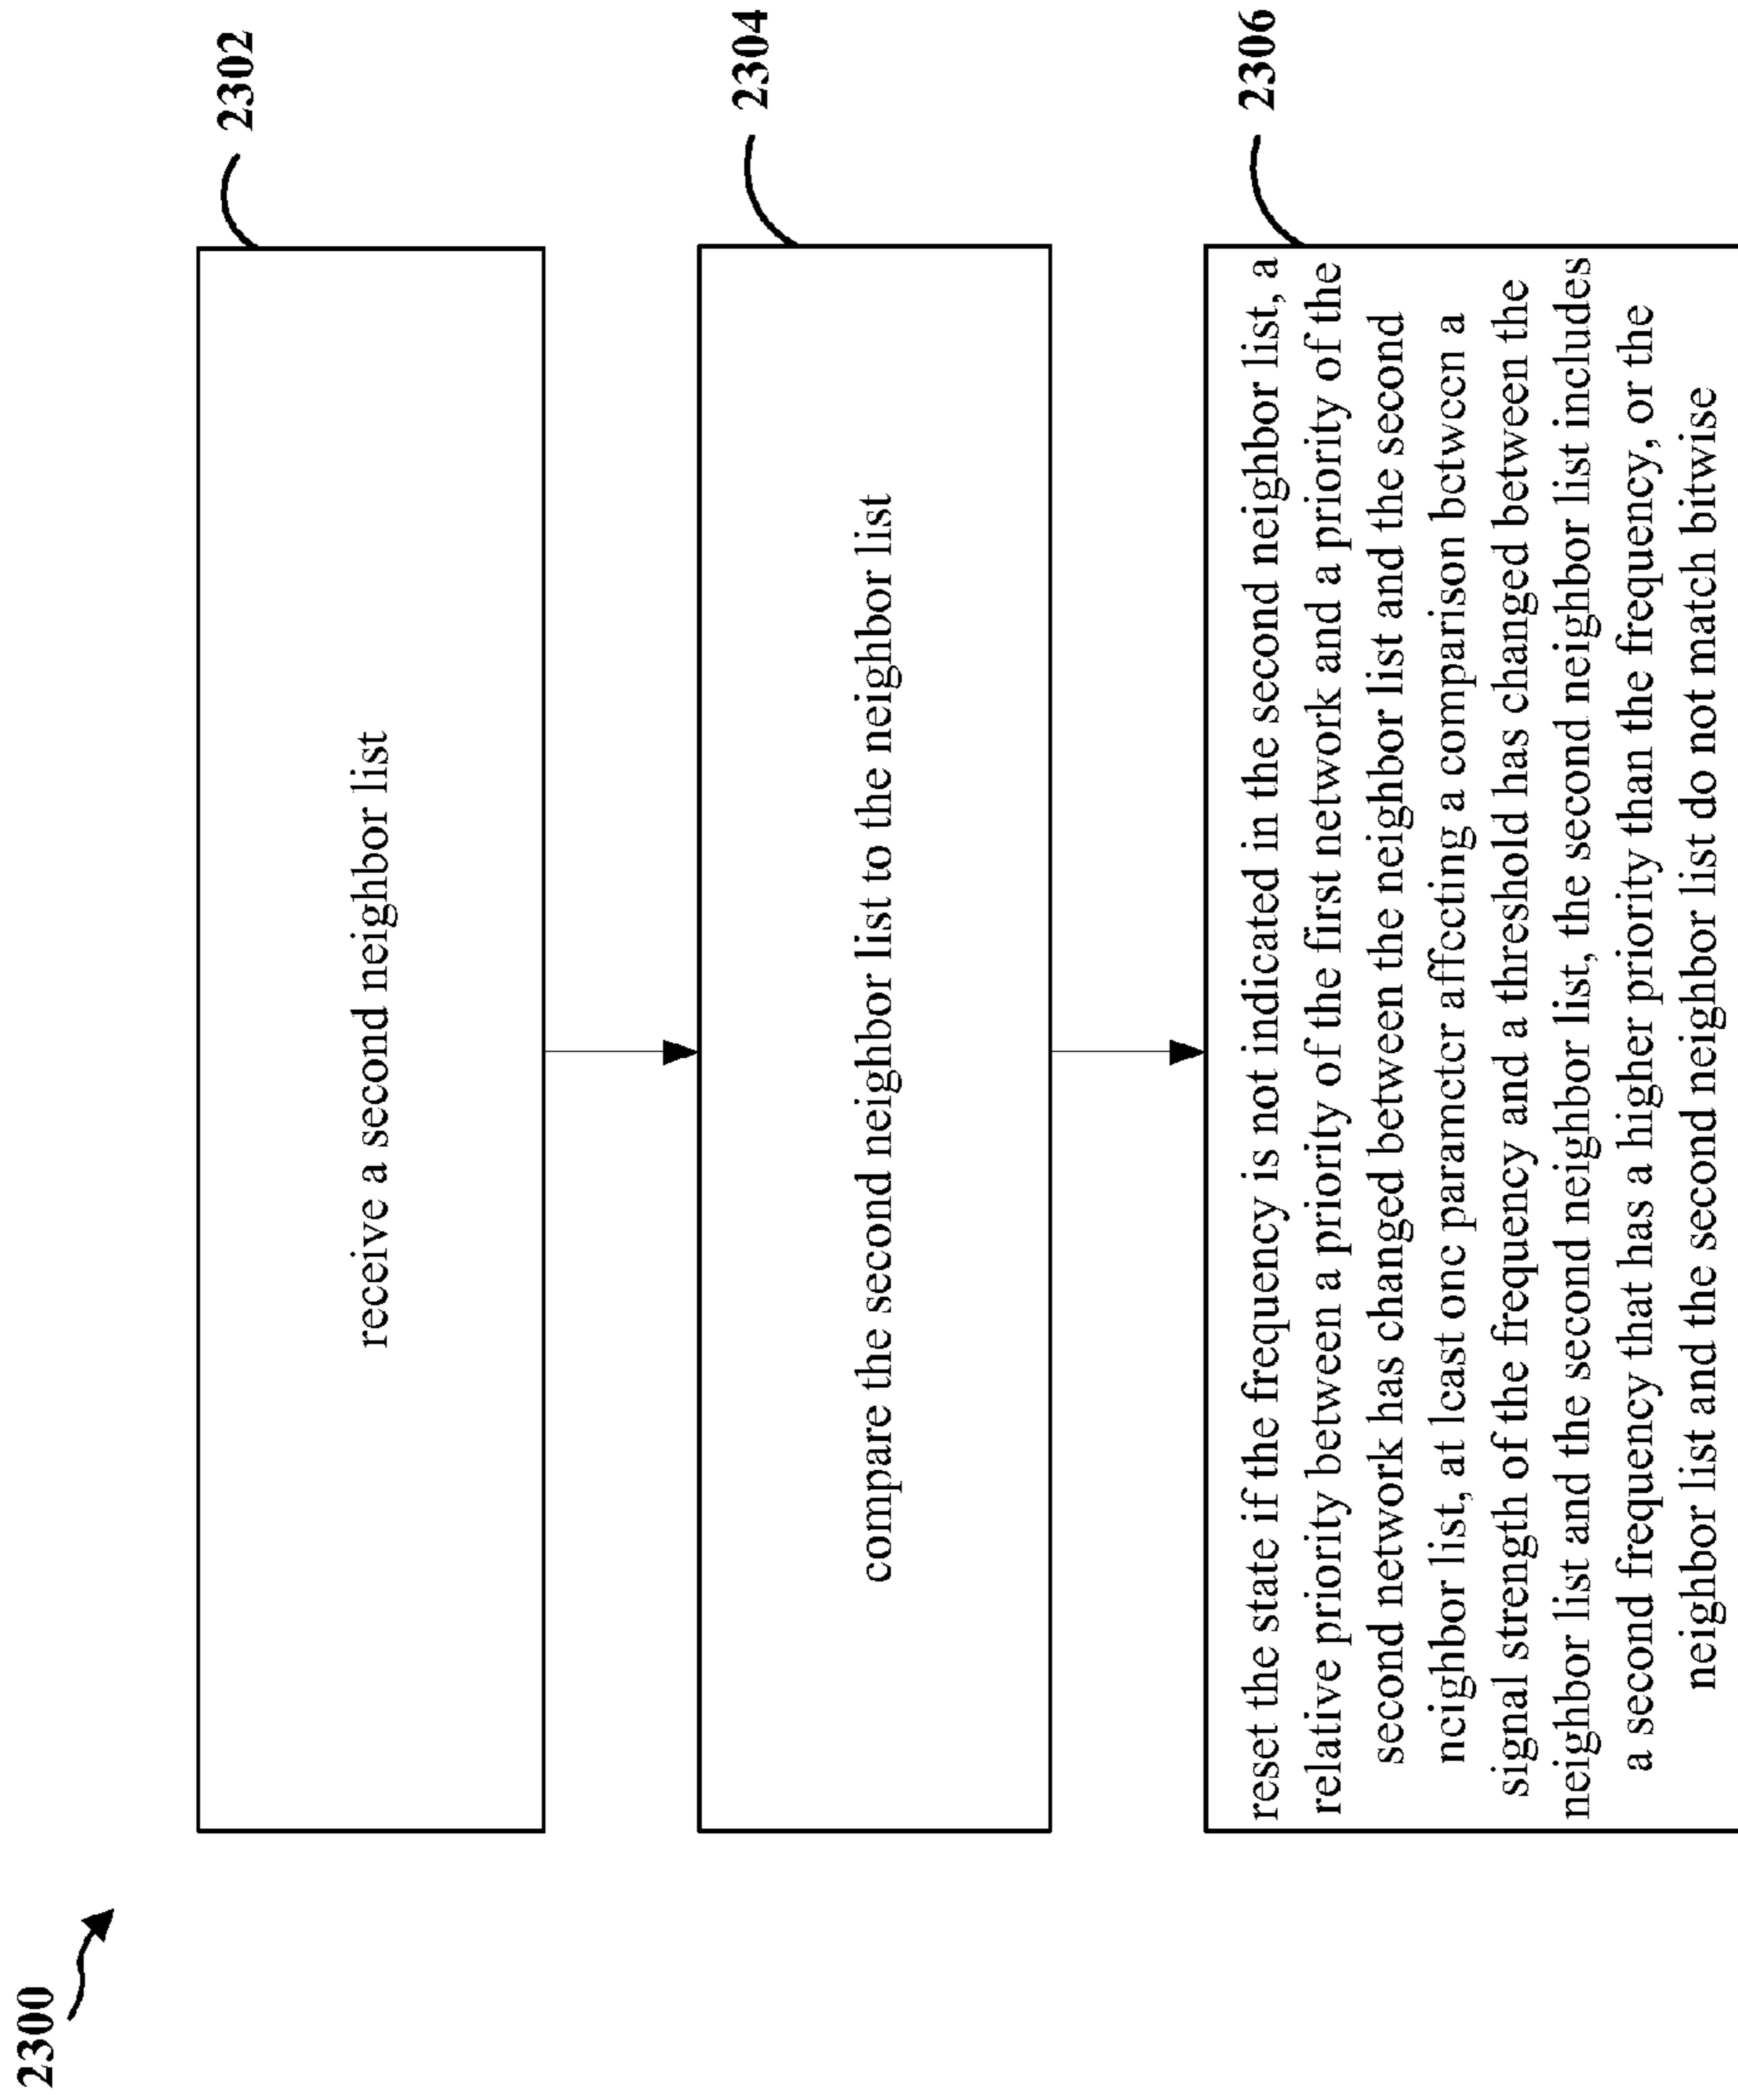 2300
2302
receive a second neighbor list
2304
compare the second neighbor list to the neighbor list
2306
reset the state if the frequency is not indicated in the second neighbor list, a
relative priority between a priority of the first network and a priority of the
second network has changed between the neighbor list and the second
neighbor list, at least one parameter affecting a comparison between a
signal strength of the frequency and a threshold has changed between the
neighbor list and the second neighbor list, the second neighbor list includes
a second frequency that has a higher priority than the frequency, or the
neighbor list and the second neighbor list do not match bitwise